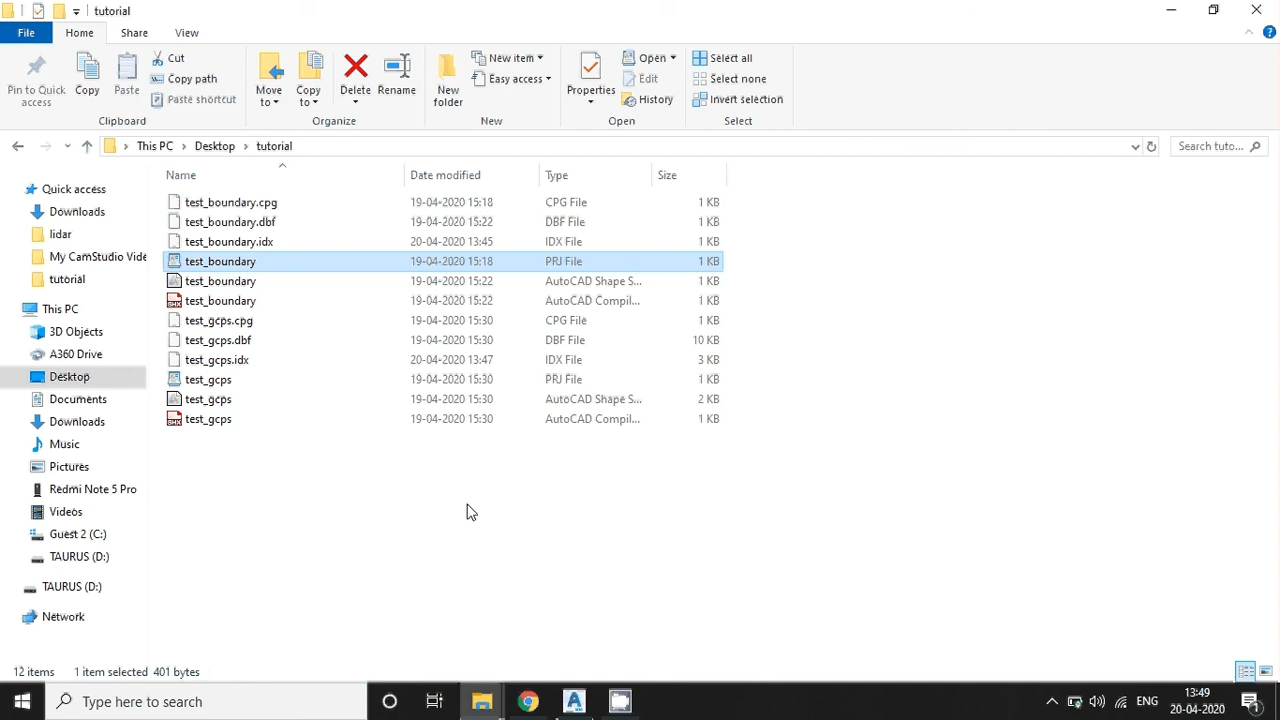 tutorial
File Home Share View
Pin to Quick access
Copy
Paste
Cut
Copy path
Paste shortcut
Clipboard
Move to
Copy to
Delete
Rename
Organize
New folder
New item
Easy access
New
Properties
Open
Edit
History
Open
Select all
Select none
Invert selection
Select
This PC Desktop tutorial
Search tuto...
Name Date modified Type Size
test_boundary.cpg 19-04-2020 15:18 CPG File 1 KB
test_boundary.dbf 19-04-2020 15:22 DBF File 1 KB
test_boundary.idx 20-04-2020 13:45 IDX File 1 KB
test_boundary 19-04-2020 15:18 PRJ File 1 KB
test_boundary 19-04-2020 15:22 AutoCAD Shape S... 1 KB
test_boundary 19-04-2020 15:22 AutoCAD Compil... 1 KB
test_gcps.cpg 19-04-2020 15:30 CPG File 1 KB
test_gcps.dbf 19-04-2020 15:30 DBF File 10 KB
test_gcps.idx 20-04-2020 13:47 IDX File 3 KB
test_gcps 19-04-2020 15:30 PRJ File 1 KB
test_gcps 19-04-2020 15:30 AutoCAD Shape S... 2 KB
test_gcps 19-04-2020 15:30 AutoCAD Compil... 1 KB
Quick access
Downloads
lidar
My CamStudio Vide
tutorial
This PC
3D Objects
A360 Drive
Desktop
Documents
Downloads
Music
Pictures
Redmi Note 5 Pro
Videos
Guest 2 (C:)
TAURUS (D:)
TAURUS (D:)
Network
12 items 1 item selected 401 bytes
Type here to search
ENG
13:49
20-04-2020